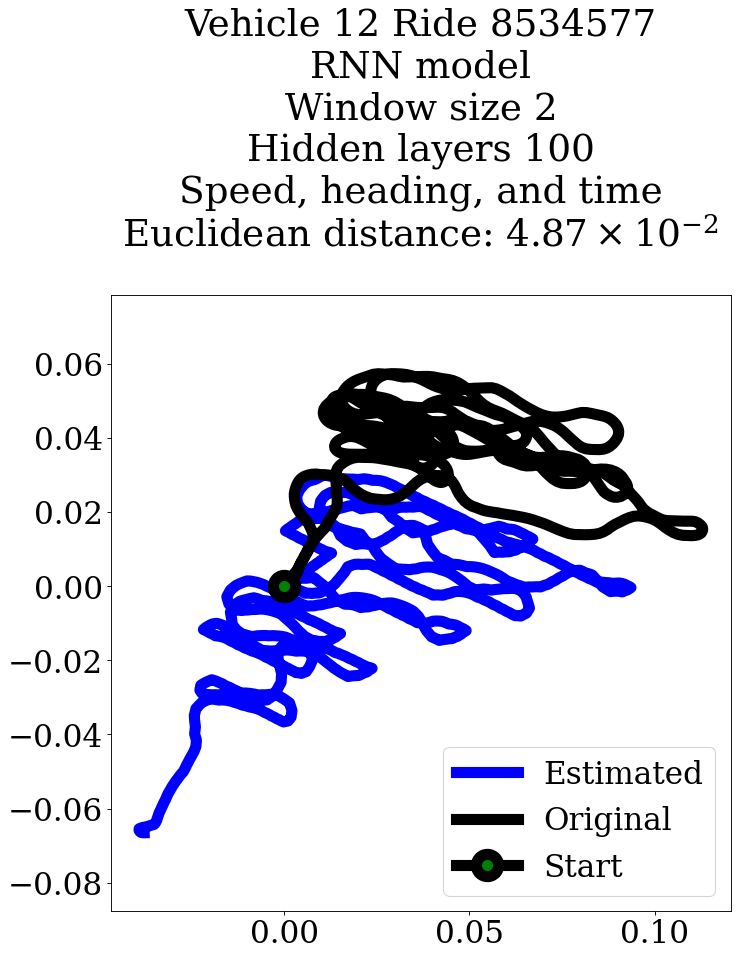 Vehicle 12 Ride 8534577
RNN model
Window size 2
Hidden layers 100
Speed, heading, and time
Euclidean distance: 4.87 × 10⁻²
0.06
0.04
0.02
0.00
−0.02
−0.04
−0.06
−0.08
Estimated
Original
Start
0.00 0.05 0.10